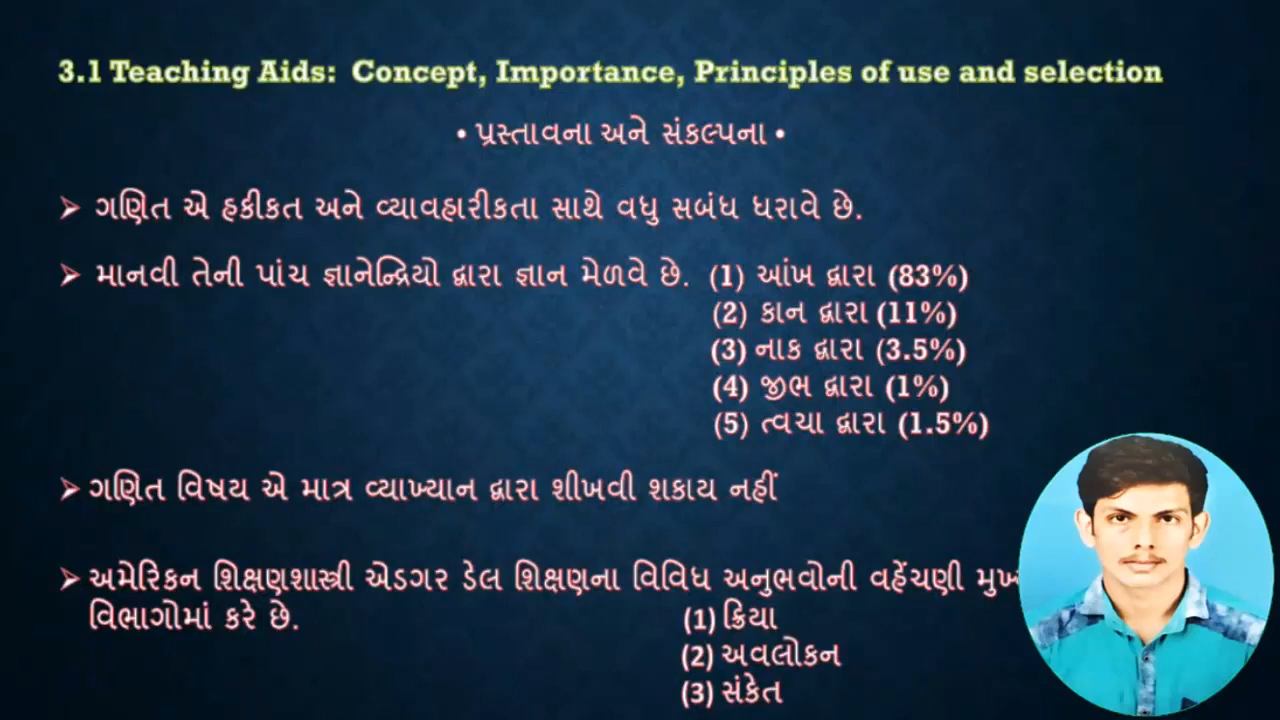 3.1 Teaching Aids: Concept, Importance, Principles of use and selection
• પ્રસ્તાવના અને સંકલ્પના •
➢ ગણિત એ હકીકત અને વ્યાવહારીકતા સાથે વધુ સબંધ ધરાવે છે.
➢ માનવી તેની પાંચ જ્ઞાનેન્દ્રિયો દ્વારા જ્ઞાન મેળવે છે. (1) આંખ દ્વારા (83%)
(2) કાન દ્વારા (11%)
(3) નાક દ્વારા (3.5%)
(4) જીભ દ્વારા (1%)
(5) ત્વચા દ્વારા (1.5%)
➢ ગણિત વિષય એ માત્ર વ્યાખ્યાન દ્વારા શીખવી શકાય નહીં
➢ અમેરિકન શિક્ષણશાસ્ત્રી એડગર ડેલ શિક્ષણના વિવિધ અનુભવોની વહેંચણી
વિભાગોમાં કરે છે. (1) ક્રિયા
(2) અવલોકન
(3) સંકેત